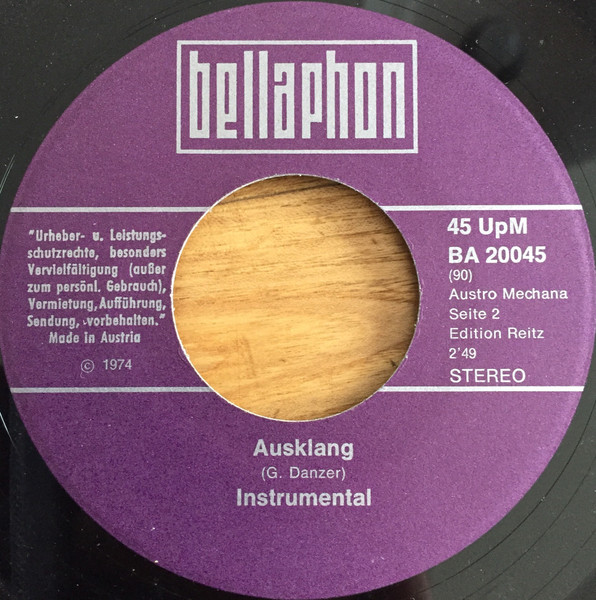 bellaphon
"Urheber- u. Leistungs-
schutzrechte, besonders
Vervielfältigung (außer
zum persönl. Gebrauch),
Vermietung, Aufführung,
Sendung, vorbehalten."
Made in Austria
© 1974
45 UpM
BA 20045
(90)
Austro Mechana
Seite 2
Edition Reitz
2'49
STEREO
Ausklang
(G. Danzer)
Instrumental